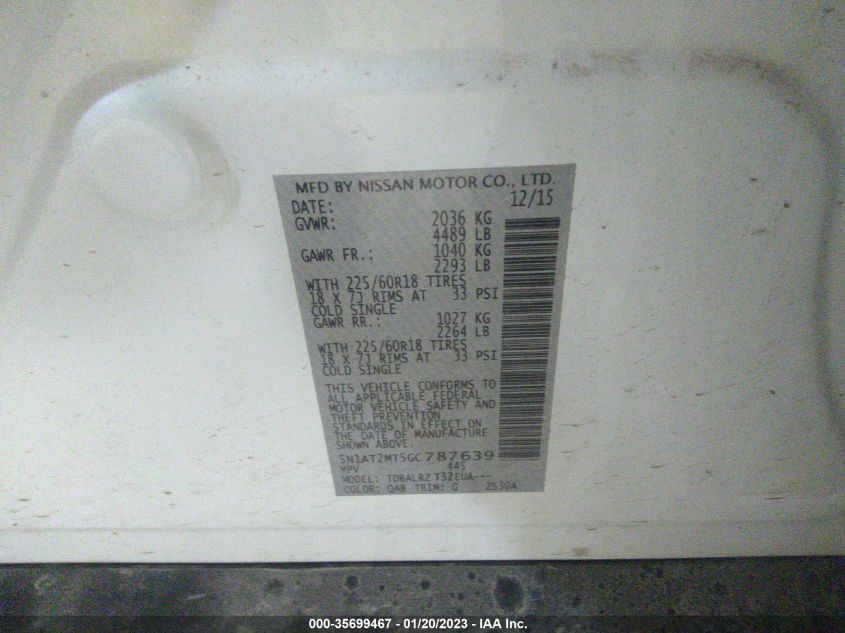 MFD BY NISSAN MOTOR CO., LTD.
DATE: 12/15
GVWR: 2036 KG
4489 LB
GAWR FR.: 1040 KG
2293 LB
WITH 225/60R18 TIRES
18 X 7J RIMS AT 33 PSI
COLD SINGLE
GAWR RR.: 1027 KG
2264 LB
WITH 225/60R18 TIRES
18 X 7J RIMS AT 33 PSI
COLD SINGLE
THIS VEHICLE CONFORMS TO
ALL APPLICABLE FEDERAL
MOTOR VEHICLE SAFETY AND
THEFT PREVENTION
STANDARDS IN EFFECT ON
THE DATE OF MANUFACTURE
SHOWN ABOVE.
5N1AT2MT5GC787639
MPV 445
MODEL: TDBALRZ T32EUA---
COLOR: QAB TRIM: G ZS30A
000-35699467 - 01/20/2023 - IAA Inc.